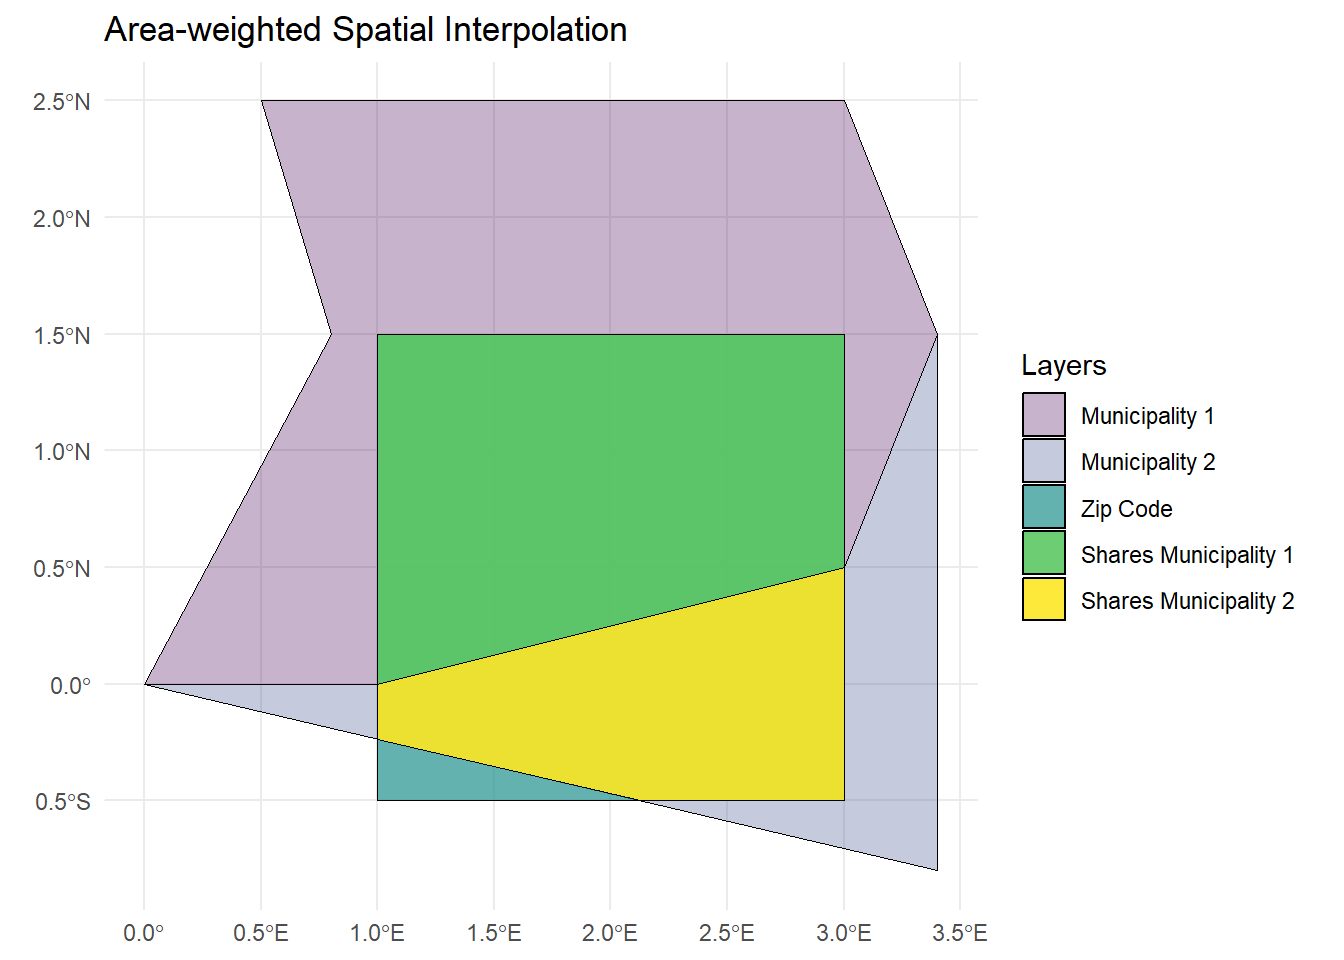 Area-weighted Spatial Interpolation
2.5°N
2.0°N
1.5°N
1.0°N
0.5°N
0.0°
0.5°S
0.0°
0.5°E
1.0°E
1.5°E
2.0°E
2.5°E
3.0°E
3.5°E
Layers
Municipality 1
Municipality 2
Zip Code
Shares Municipality 1
Shares Municipality 2